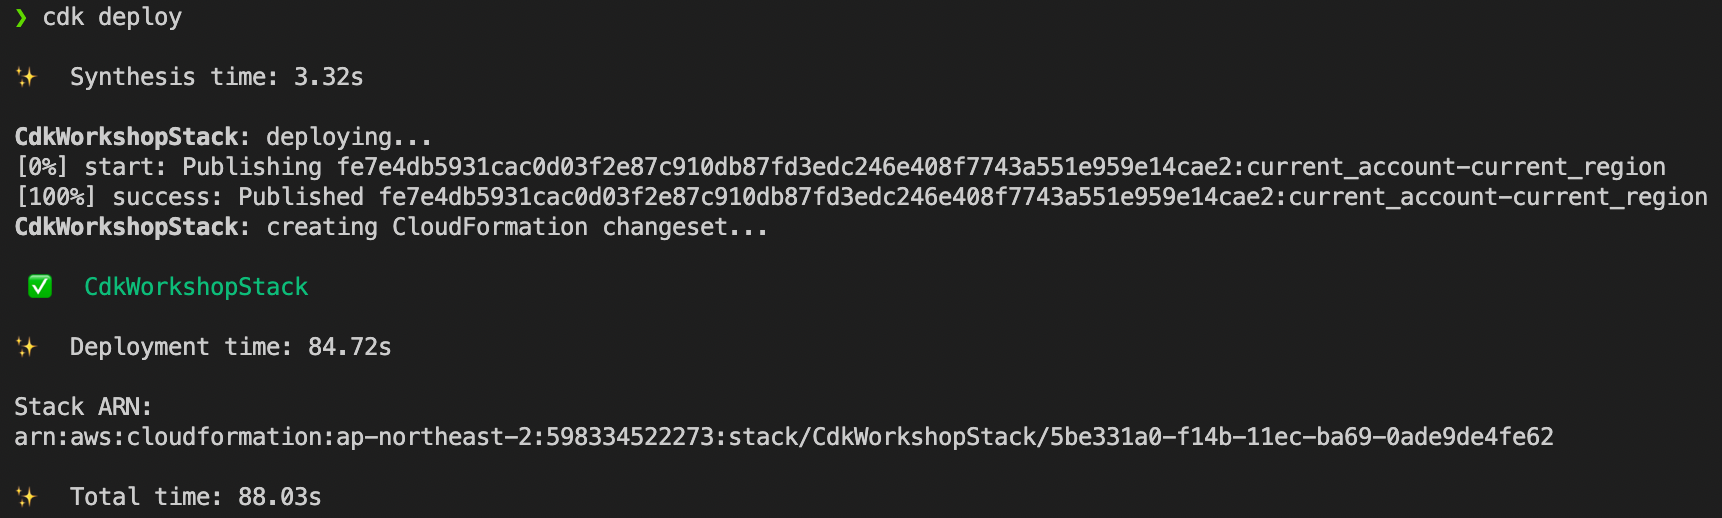 ❯ cdk deploy
✨  Synthesis time: 3.32s
CdkWorkshopStack: deploying...
[0%] start: Publishing fe7e4db5931cac0d03f2e87c910db87fd3edc246e408f7743a551e959e14cae2:current_account-current_region
[100%] success: Published fe7e4db5931cac0d03f2e87c910db87fd3edc246e408f7743a551e959e14cae2:current_account-current_region
CdkWorkshopStack: creating CloudFormation changeset...
✅  CdkWorkshopStack
✨  Deployment time: 84.72s
Stack ARN:
arn:aws:cloudformation:ap-northeast-2:598334522273:stack/CdkWorkshopStack/5be331a0-f14b-11ec-ba69-0ade9de4fe62
✨  Total time: 88.03s